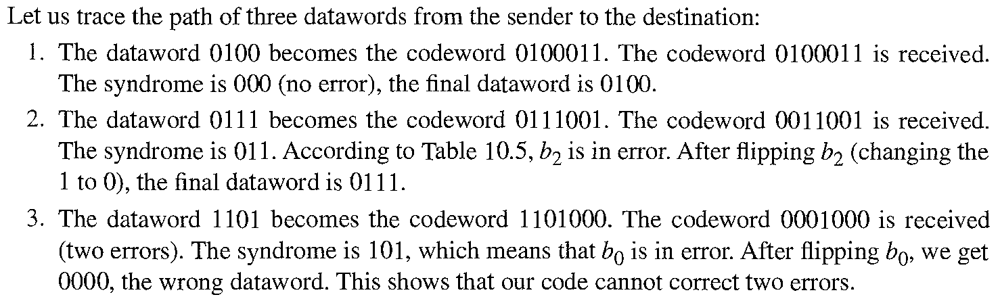 Let us trace the path of three datawords from the sender to the destination:
1. The dataword 0100 becomes the codeword 0100011. The codeword 0100011 is received.
The syndrome is 000 (no error), the final dataword is 0100.
2. The dataword 0111 becomes the codeword 0111001. The codeword 0011001 is received.
The syndrome is 011. According to Table 10.5, b₂ is in error. After flipping b₂ (changing the
1 to 0), the final dataword is 0111.
3. The dataword 1101 becomes the codeword 1101000. The codeword 0001000 is received
(two errors). The syndrome is 101, which means that b₀ is in error. After flipping b₀, we get
0000, the wrong dataword. This shows that our code cannot correct two errors.